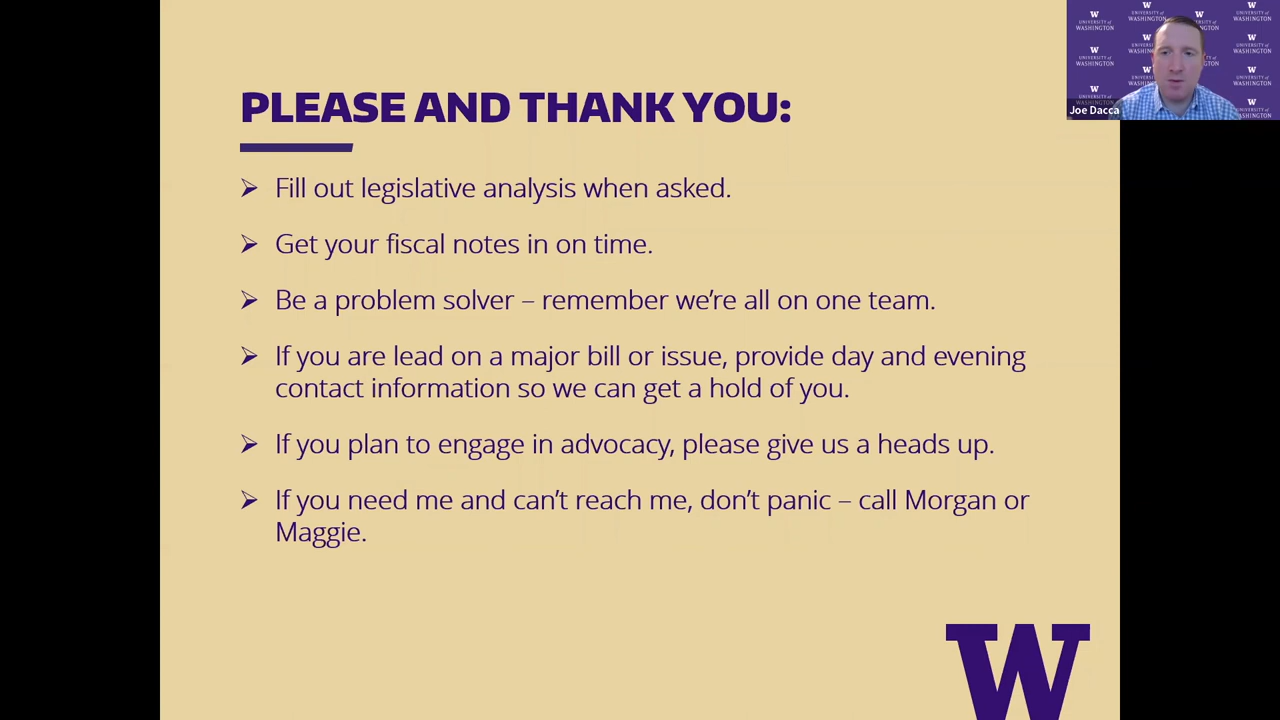 PLEASE AND THANK YOU:
➢ Fill out legislative analysis when asked.
➢ Get your fiscal notes in on time.
➢ Be a problem solver – remember we’re all on one team.
➢ If you are lead on a major bill or issue, provide day and evening
contact information so we can get a hold of you.
➢ If you plan to engage in advocacy, please give us a heads up.
➢ If you need me and can’t reach me, don’t panic – call Morgan or
Maggie.
W
W
UNIVERSITY of
WASHINGTON
Joe Dacca